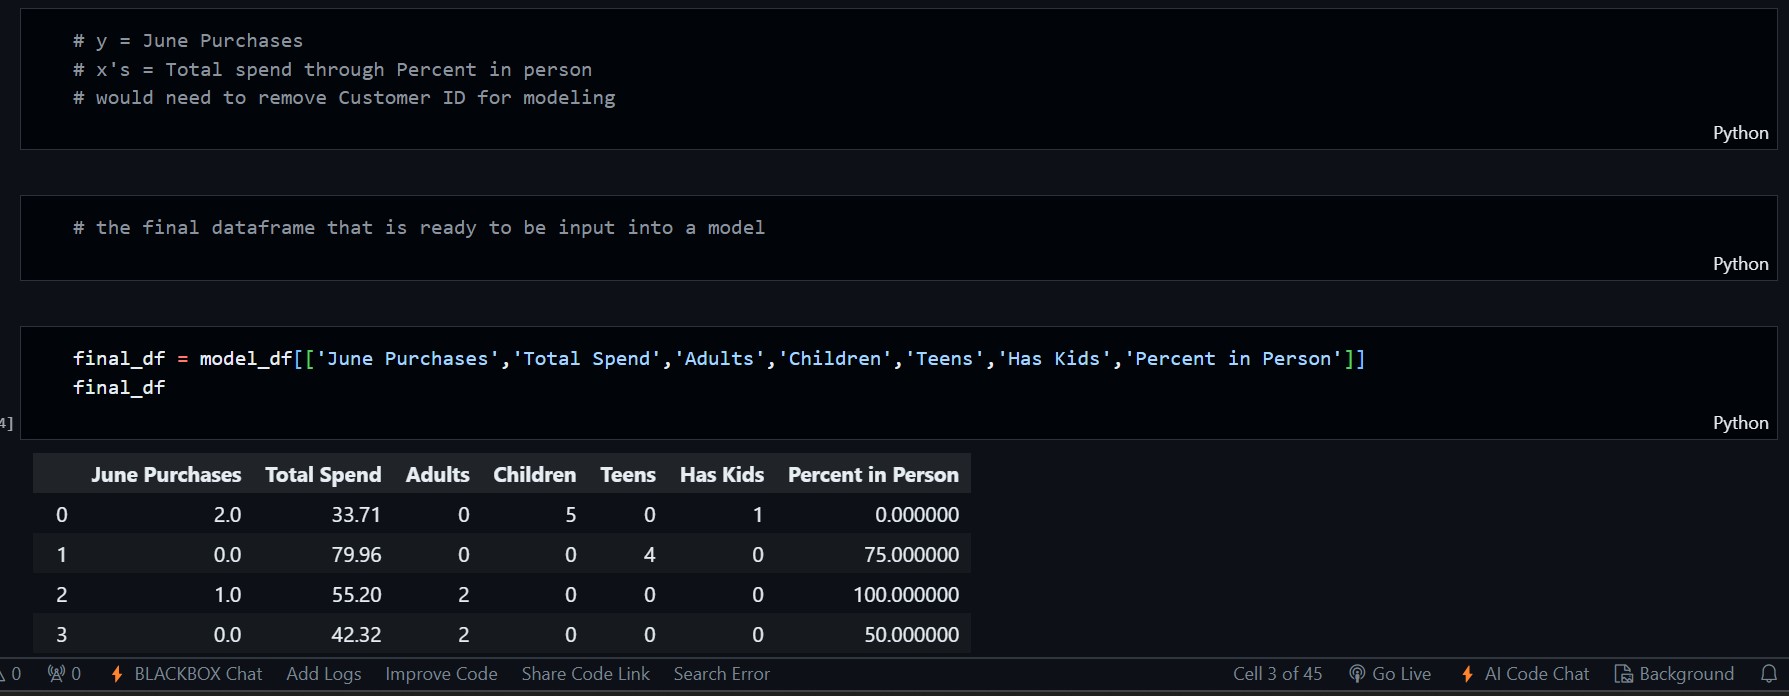 # y = June Purchases
# x's = Total spend through Percent in person
# would need to remove Customer ID for modeling
Python
# the final dataframe that is ready to be input into a model
Python
final_df = model_df[['June Purchases','Total Spend','Adults','Children','Teens','Has Kids','Percent in Person']]
final_df
4]
Python
June Purchases Total Spend Adults Children Teens Has Kids Percent in Person
0 2.0 33.71 0 5 0 1 0.000000
1 0.0 79.96 0 0 4 0 75.000000
2 1.0 55.20 2 0 0 0 100.000000
3 0.0 42.32 2 0 0 0 50.000000
0 0 BLACKBOX Chat Add Logs Improve Code Share Code Link Search Error Cell 3 of 45 Go Live AI Code Chat Background